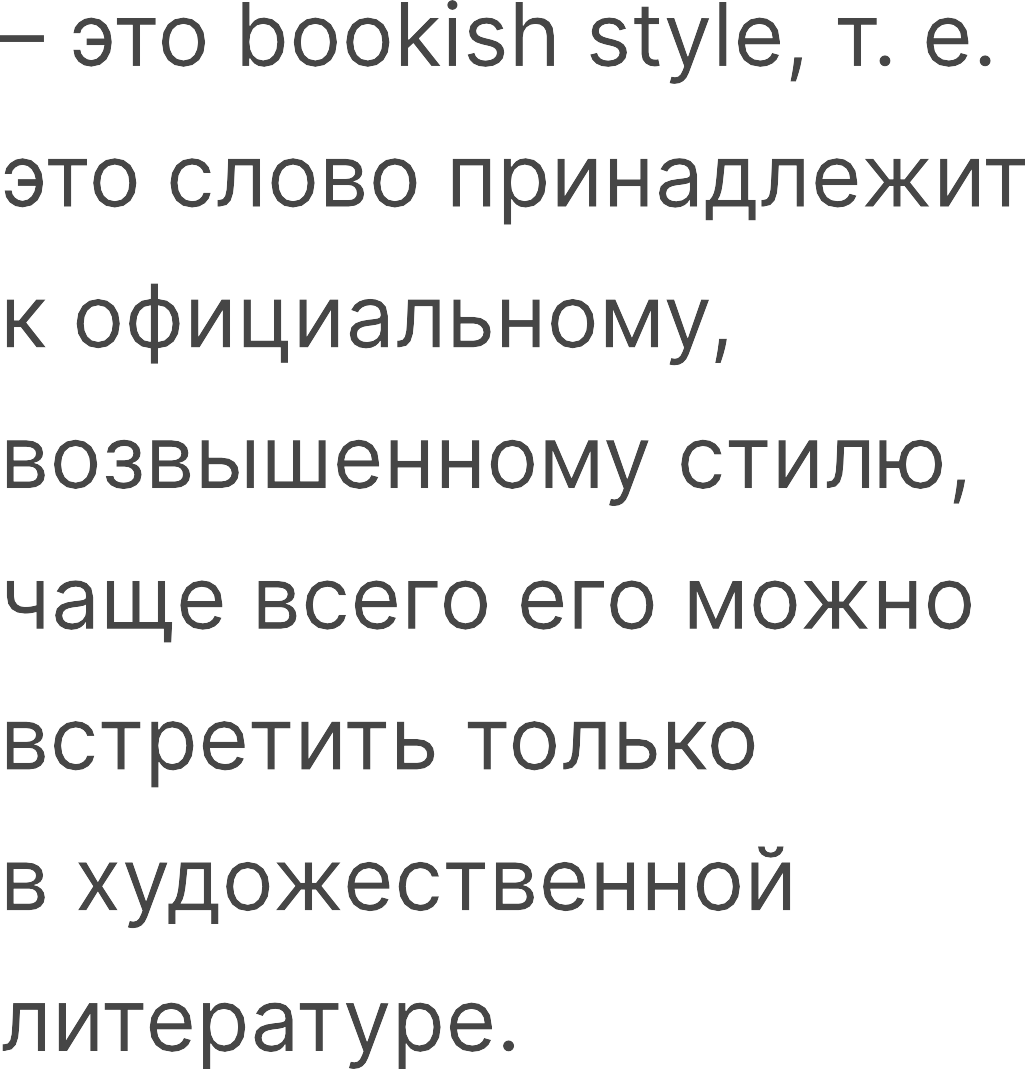 – это bookish style, т. е.
это слово принадлежит
к официальному,
возвышенному стилю,
чаще всего его можно
встретить только
в художественной
литературе.